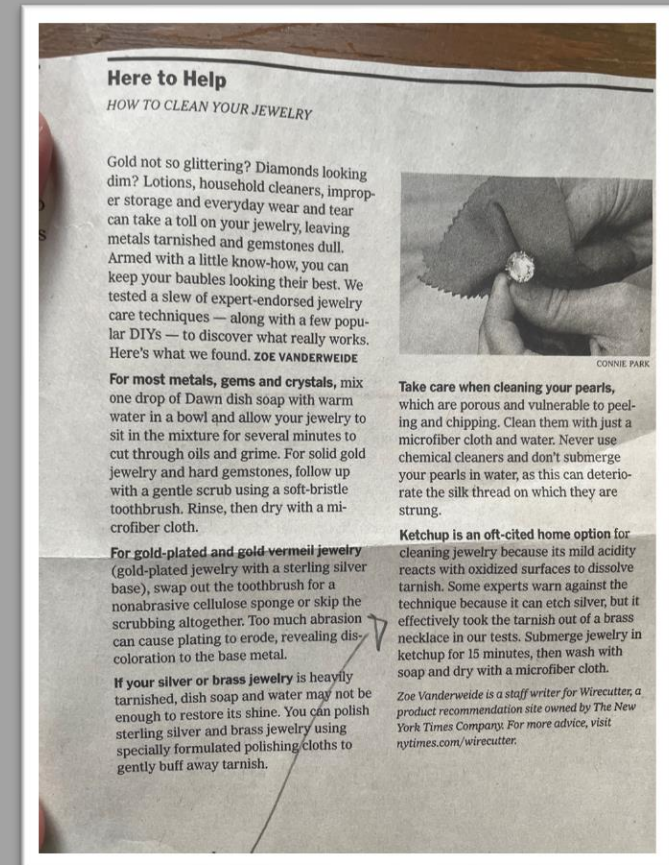 Here to Help
HOW TO CLEAN YOUR JEWELRY
Gold not so glittering? Diamonds looking
dim? Lotions, household cleaners, improp-
er storage and everyday wear and tear
can take a toll on your jewelry, leaving
metals tarnished and gemstones dull.
Armed with a little know-how, you can
keep your baubles looking their best. We
tested a slew of expert-endorsed jewelry
care techniques — along with a few popu-
lar DIYs — to discover what really works.
Here's what we found. ZOE VANDERWEIDE
For most metals, gems and crystals, mix
one drop of Dawn dish soap with warm
water in a bowl and allow your jewelry to
sit in the mixture for several minutes to
cut through oils and grime. For solid gold
jewelry and hard gemstones, follow up
with a gentle scrub using a soft-bristle
toothbrush. Rinse, then dry with a mi-
crofiber cloth.
For gold-plated and gold vermeil jewelry
(gold-plated jewelry with a sterling silver
base), swap out the toothbrush for a
nonabrasive cellulose sponge or skip the
scrubbing altogether. Too much abrasion
can cause plating to erode, revealing dis-
coloration to the base metal.
If your silver or brass jewelry is heavily
tarnished, dish soap and water may not be
enough to restore its shine. You can polish
sterling silver and brass jewelry using
specially formulated polishing cloths to
gently buff away tarnish.
CONNIE PARK
Take care when cleaning your pearls,
which are porous and vulnerable to peel-
ing and chipping. Clean them with just a
microfiber cloth and water. Never use
chemical cleaners and don't submerge
your pearls in water, as this can deterio-
rate the silk thread on which they are
strung.
Ketchup is an oft-cited home option for
cleaning jewelry because its mild acidity
reacts with oxidized surfaces to dissolve
tarnish. Some experts warn against the
technique because it can etch silver, but it
effectively took the tarnish out of a brass
necklace in our tests. Submerge jewelry in
ketchup for 15 minutes, then wash with
soap and dry with a microfiber cloth.
Zoe Vanderweide is a staff writer for Wirecutter, a
product recommendation site owned by The New
York Times Company. For more advice, visit
nytimes.com/wirecutter.